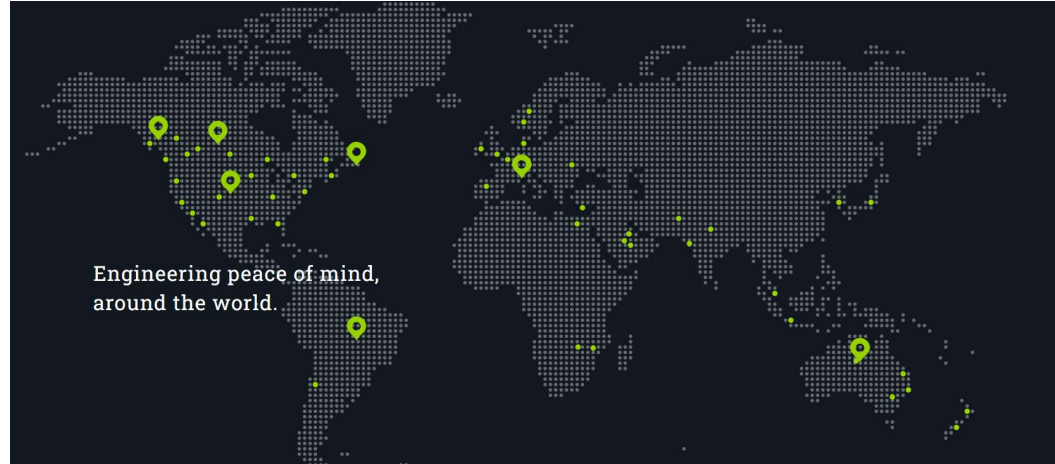 Engineering peace of mind,
around the world.